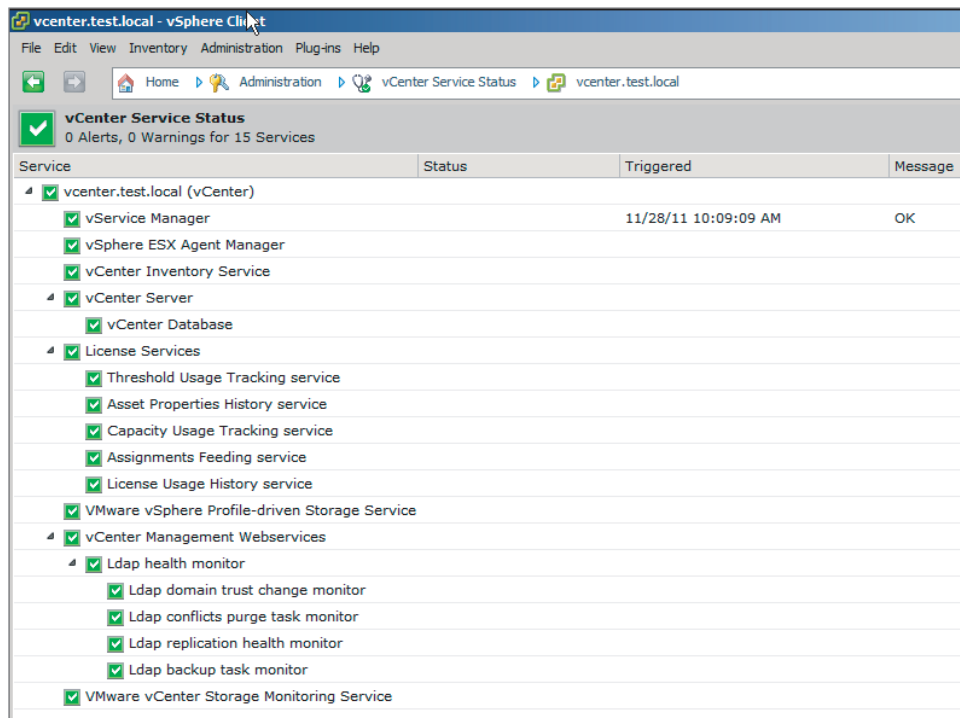 vcenter.test.local - vSphere Client
File Edit View Inventory Administration Plug-ins Help
Home Administration vCenter Service Status vcenter.test.local
vCenter Service Status
0 Alerts, 0 Warnings for 15 Services
Service Status Triggered Message
vcenter.test.local (vCenter)
vService Manager 11/28/11 10:09:09 AM OK
vSphere ESX Agent Manager
vCenter Inventory Service
vCenter Server
vCenter Database
License Services
Threshold Usage Tracking service
Asset Properties History service
Capacity Usage Tracking service
Assignments Feeding service
License Usage History service
VMware vSphere Profile-driven Storage Service
vCenter Management Webservices
Ldap health monitor
Ldap domain trust change monitor
Ldap conflicts purge task monitor
Ldap replication health monitor
Ldap backup task monitor
VMware vCenter Storage Monitoring Service